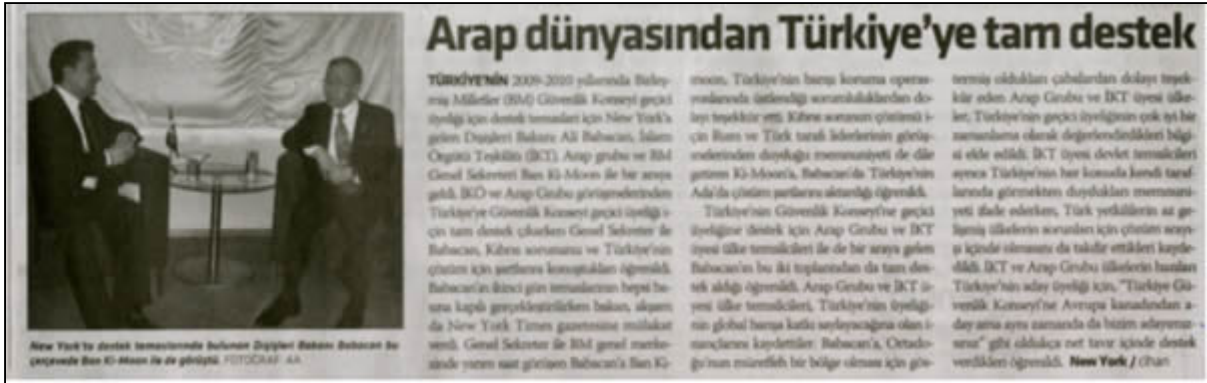 Arap dünyasından Türkiye'ye tam destek
TÜRKİYE'NİN 2009-2010 yıllarında Birleş-
miş Milletler (BM) Güvenlik Konseyi geçici
üyeliği için destek temasları için New York'a
gelen Dışişleri Bakanı Ali Babacan, İslam
Örgütü Teşkilatı (İKT), Arap grubu ve BM
Genel Sekreteri Ban Ki-Moon ile bir araya
geldi. İKÖ ve Arap Grubu görüşmelerinden
Türkiye'ye Güvenlik Konseyi geçici üyeliği i-
çin tam destek çıkarken Genel Sekreter ile
Babacan, Kıbrıs sorununu ve Türkiye'nin
çözüm için şartlarını konuştukları öğrenildi.
Babacan'ın ikinci gün temaslarının hepsi ba-
sına kapalı gerçekleştirilirken bakan, akşam
da New York Times gazetesine mülakat
verdi. Genel Sekreter ile BM genel merke-
zinde yarım saat görüşen Babacan'a Ban Ki-
moon, Türkiye'nin barışı koruma operas-
yonlarında üstlendiği sorumluluklardan do-
layı teşekkür etti. Kıbrıs sorunun çözümü i-
çin Rum ve Türk tarafı liderlerinin görüş-
melerinden duyduğu memnuniyeti de dile
getiren Ki-Moon'a, Babacan'da Türkiye'nin
Ada'da çözüm şartlarını aktardığı öğrenildi.
Türkiye'nin Güvenlik Konseyi'ne geçici
üyeliğine destek için Arap Grubu ve İKT
üyesi ülke temsilcileri ile de bir araya gelen
Babacan'ın bu iki toplantıdan da tam des-
tek aldığı öğrenildi. Arap Grubu ve İKT ü-
yesi ülke temsilcileri, Türkiye'nin üyeliği-
nin global barışa katkı sağlayacağına olan i-
nançlarını kaydettiler. Babacan'a, Ortado-
ğu'nun müreffeh bir bölge olması için gös-
termiş oldukları çabalardan dolayı teşek-
kür eden Arap Grubu ve İKT üyesi ülke-
ler, Türkiye'nin geçici üyeliğinin çok iyi bir
zamanlama olarak değerlendirdikleri bilgi-
si elde edildi. İKT üyesi devlet temsilcileri
ayrıca Türkiye'nin her konuda kendi taraf-
larında görmekten duydukları memnuni-
yeti ifade ederken, Türk yetkililerin az ge-
lişmiş ülkelerin sorunları için çözüm arayı-
şı içinde olmasını da takdir ettikleri kayde-
dildi. İKT ve Arap Grubu ülkelerin bunları
Türkiye'nin aday üyeliği için, "Türkiye Gü-
venlik Konseyi'ne Avrupa kanadından a-
day ama aynı zamanda da bizim adayımız-
sınız" gibi oldukça net tavır içinde destek
verdikleri öğrenildi. New York / cihan
New York'ta destek temaslarında bulunan Dışişleri Bakanı Babacan bu
çerçevede Ban Ki-Moon ile de görüştü. FOTOĞRAF: AA